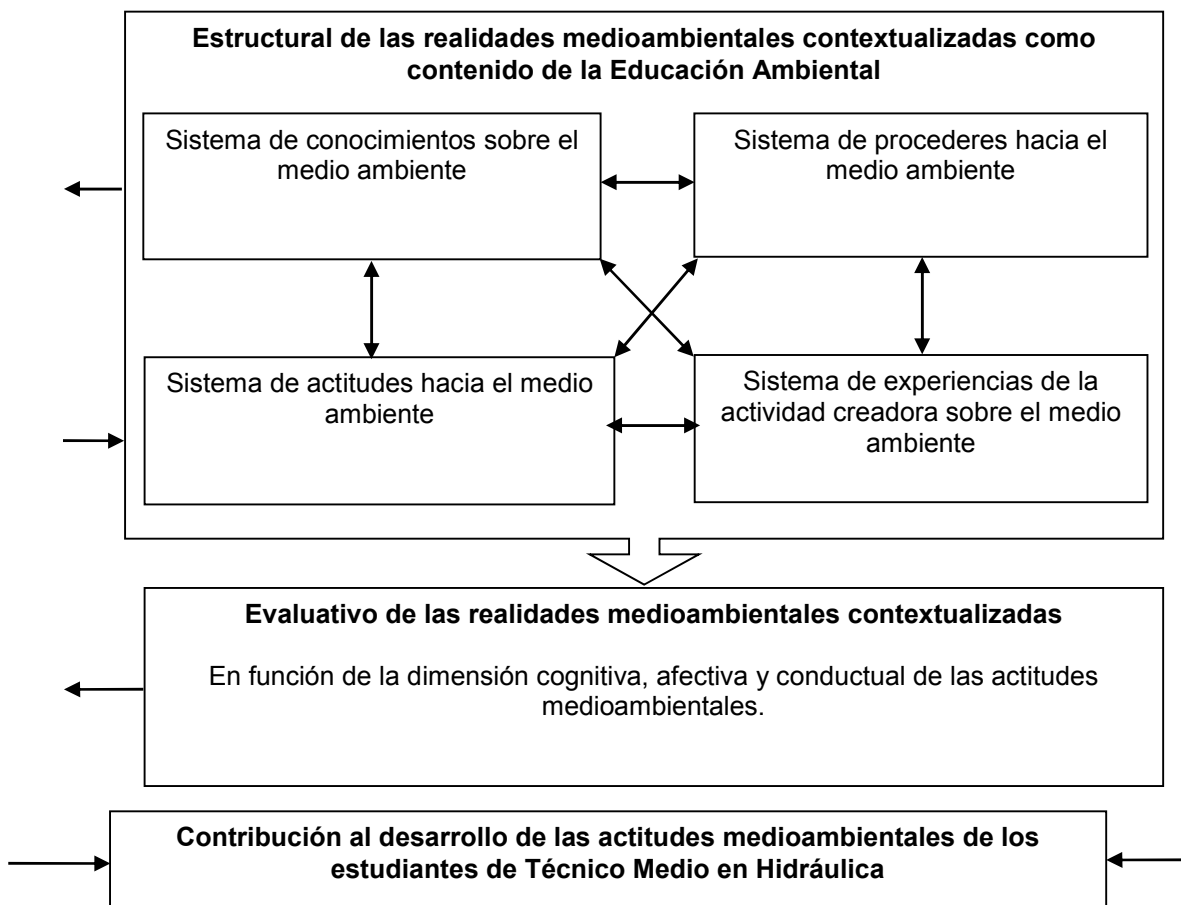 Estructural de las realidades medioambientales contextualizadas como
contenido de la Educación Ambiental
Sistema de conocimientos sobre el
medio ambiente
Sistema de procederes hacia el
medio ambiente
Sistema de actitudes hacia el medio
ambiente
Sistema de experiencias de la
actividad creadora sobre el medio
ambiente
Evaluativo de las realidades medioambientales contextualizadas
En función de la dimensión cognitiva, afectiva y conductual de las actitudes
medioambientales.
Contribución al desarrollo de las actitudes medioambientales de los
estudiantes de Técnico Medio en Hidráulica